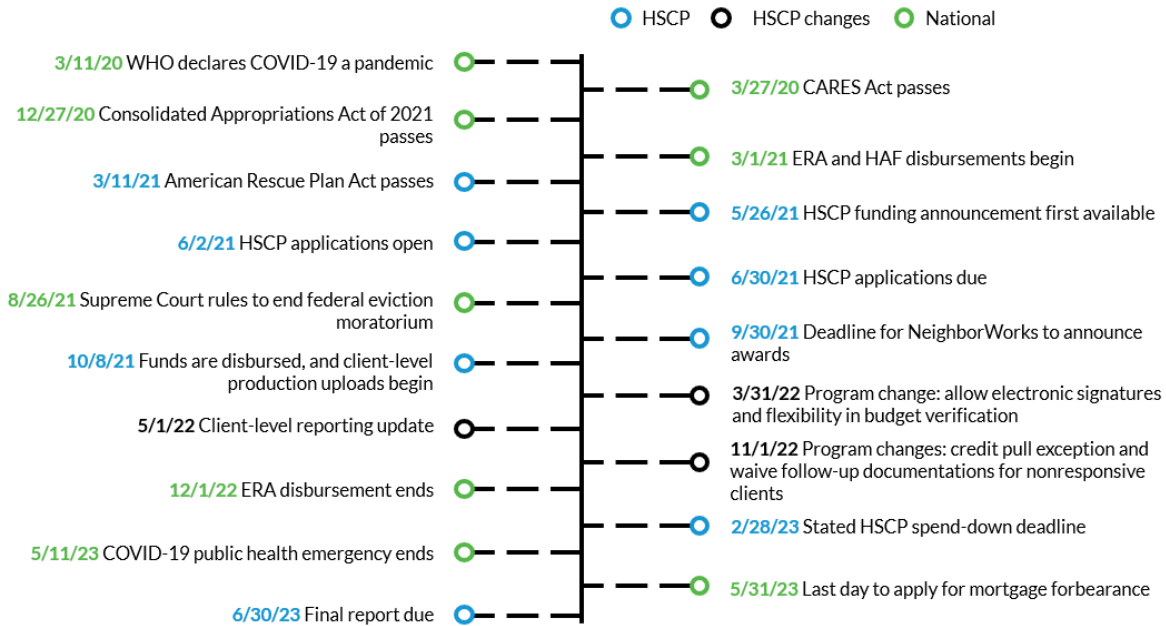 HSCP HSCP changes National
3/11/20 WHO declares COVID-19 a pandemic
3/27/20 CARES Act passes
12/27/20 Consolidated Appropriations Act of 2021
passes
3/1/21 ERA and HAF disbursements begin
3/11/21 American Rescue Plan Act passes
5/26/21 HSCP funding announcement first available
6/2/21 HSCP applications open
6/30/21 HSCP applications due
8/26/21 Supreme Court rules to end federal eviction
moratorium
9/30/21 Deadline for NeighborWorks to announce
awards
10/8/21 Funds are disbursed, and client-level
production uploads begin
3/31/22 Program change: allow electronic signatures
and flexibility in budget verification
5/1/22 Client-level reporting update
11/1/22 Program changes: credit pull exception and
waive follow-up documentations for nonresponsive
clients
12/1/22 ERA disbursement ends
2/28/23 Stated HSCP spend-down deadline
5/11/23 COVID-19 public health emergency ends
5/31/23 Last day to apply for mortgage forbearance
6/30/23 Final report due